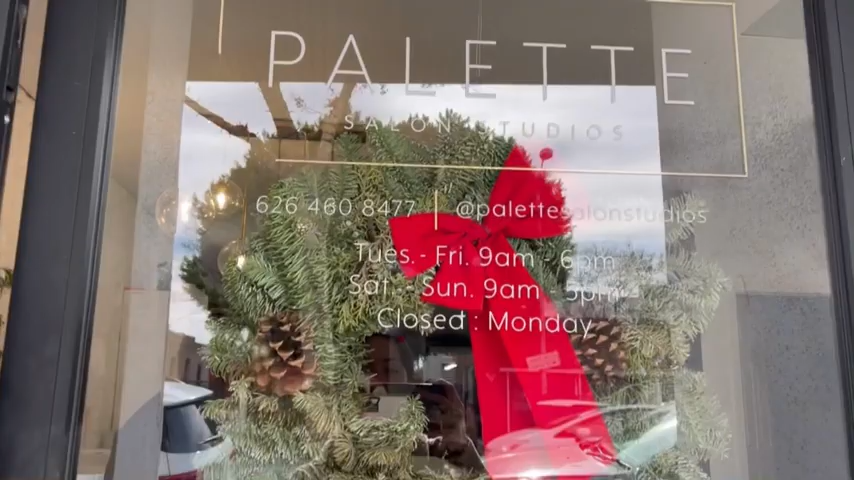 PALETTE
SALON STUDIOS
626 460 8477 | @palettesalonstudios
Tues. - Fri. 9am - 6pm
Sat - Sun. 9am - 5pm
Closed : Monday